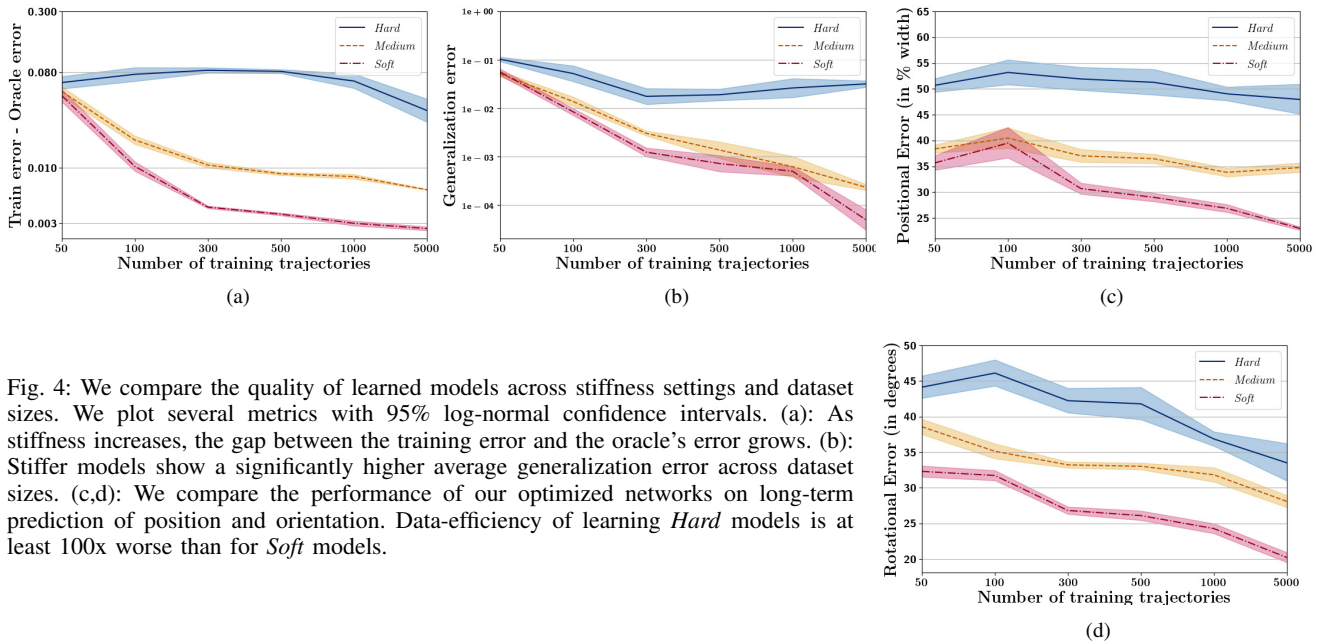 0.300
0.080
0.010
0.003
Train error - Oracle error
Hard
Medium
Soft
50 100 300 500 1000 5000
Number of training trajectories
(a)
1e + 00
1e − 01
1e − 02
1e − 03
1e − 04
Generalization error
Hard
Medium
Soft
50 100 300 500 1000 5000
Number of training trajectories
(b)
65
60
55
50
45
40
35
30
25
Positional Error (in % width)
Hard
Medium
Soft
50 100 300 500 1000 5000
Number of training trajectories
(c)
Fig. 4: We compare the quality of learned models across stiffness settings and dataset
sizes. We plot several metrics with 95% log-normal confidence intervals. (a): As
stiffness increases, the gap between the training error and the oracle's error grows. (b):
Stiffer models show a significantly higher average generalization error across dataset
sizes. (c,d): We compare the performance of our optimized networks on long-term
prediction of position and orientation. Data-efficiency of learning Hard models is at
least 100x worse than for Soft models.
50
45
40
35
30
25
20
Rotational Error (in degrees)
Hard
Medium
Soft
50 100 300 500 1000 5000
Number of training trajectories
(d)